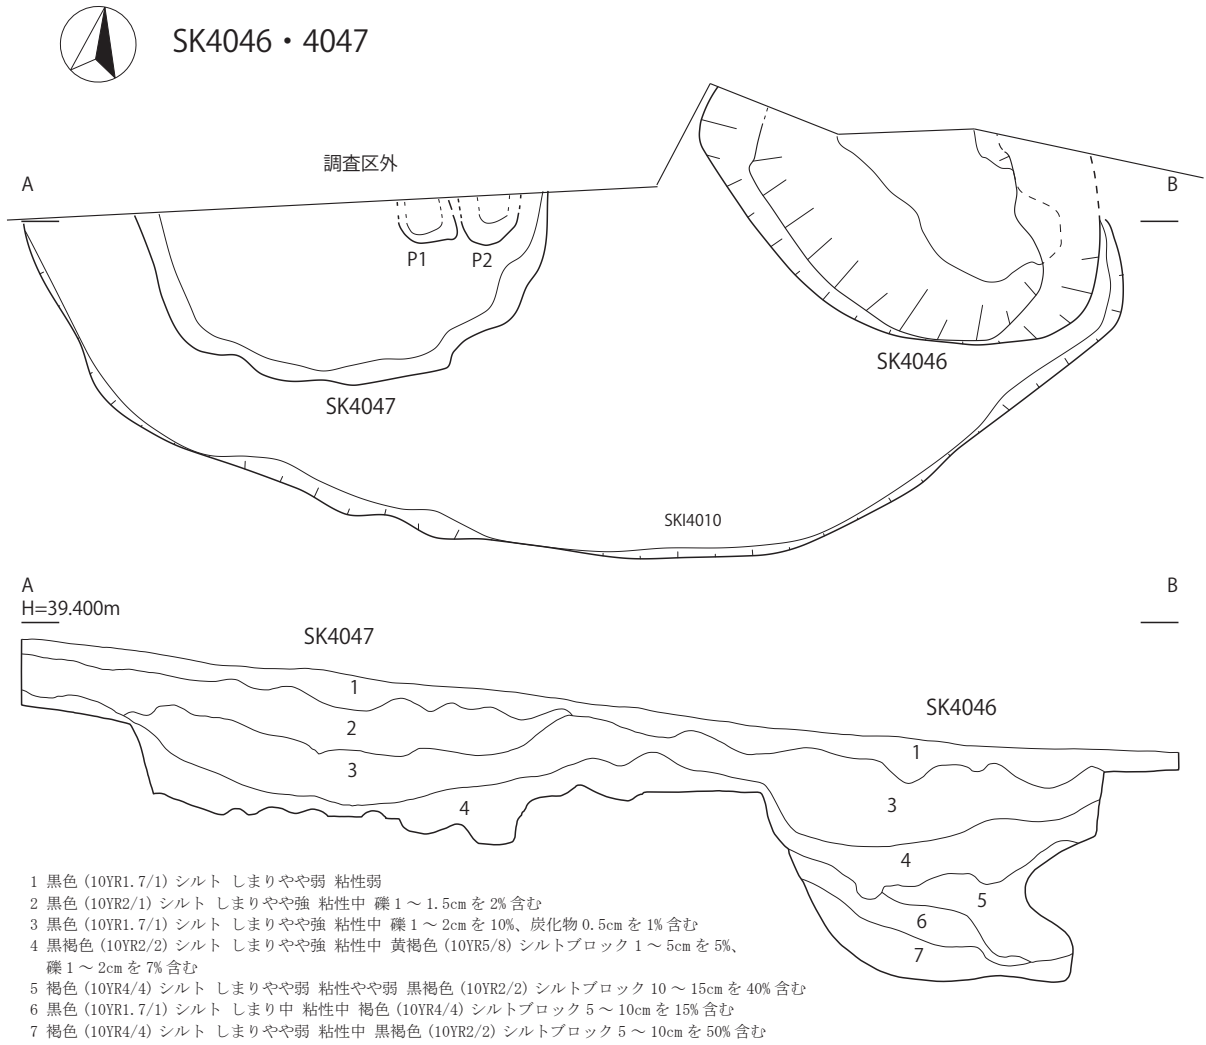 SK4046・4047
調査区外
A
B
P1
P2
SK4046
SK4047
SKI4010
A
B
H=39.400m
SK4047
SK4046
1
1
2
3
3
4
4
5
6
7
1 黒色 (10YR1.7/1) シルト しまりやや弱 粘性弱
2 黒色 (10YR2/1) シルト しまりやや強 粘性中 礫 1 ～ 1.5cm を 2% 含む
3 黒色 (10YR1.7/1) シルト しまりやや強 粘性中 礫 1 ～ 2cm を 10%、炭化物 0.5cm を 1% 含む
4 黒褐色 (10YR2/2) シルト しまりやや強 粘性中 黄褐色 (10YR5/8) シルトブロック 1 ～ 5cm を 5%、
礫 1 ～ 2cm を 7% 含む
5 褐色 (10YR4/4) シルト しまりやや弱 粘性やや弱 黒褐色 (10YR2/2) シルトブロック 10 ～ 15cm を 40% 含む
6 黒色 (10YR1.7/1) シルト しまり中 粘性中 褐色 (10YR4/4) シルトブロック 5 ～ 10cm を 15% 含む
7 褐色 (10YR4/4) シルト しまりやや弱 粘性中 黒褐色 (10YR2/2) シルトブロック 5 ～ 10cm を 50% 含む